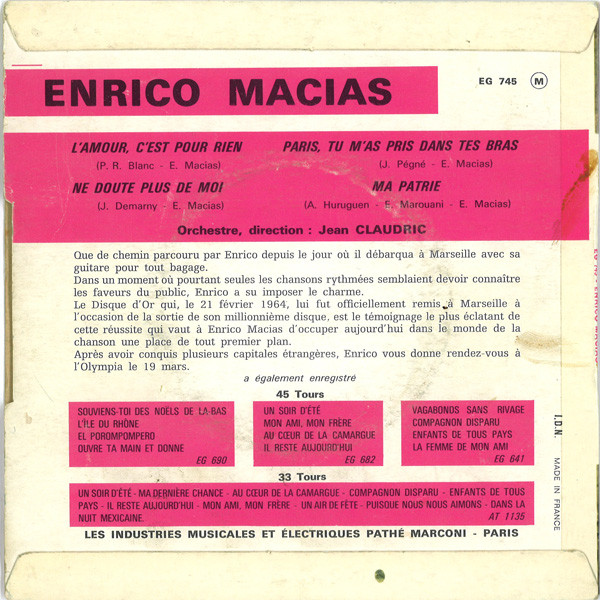 ENRICO MACIAS
EG 745 M
L'AMOUR, C'EST POUR RIEN
(P. R. Blanc - E. Macias)
PARIS, TU M'AS PRIS DANS TES BRAS
(J. Pégné - E. Macias)
NE DOUTE PLUS DE MOI
(J. Demarny - E. Macias)
MA PATRIE
(A. Huruguen - E. Marouani - E. Macias)
Orchestre, direction : Jean CLAUDRIC
Que de chemin parcouru par Enrico depuis le jour où il débarqua à Marseille avec sa
guitare pour tout bagage.
Dans un moment où pourtant seules les chansons rythmées semblaient devoir connaître
les faveurs du public, Enrico a su imposer le charme.
Le Disque d'Or qui, le 21 février 1964, lui fut officiellement remis à Marseille à
l'occasion de la sortie de son millionnième disque, est le témoignage le plus éclatant de
cette réussite qui vaut à Enrico Macias d'occuper aujourd'hui dans le monde de la
chanson une place de tout premier plan.
Après avoir conquis plusieurs capitales étrangères, Enrico vous donne rendez-vous à
l'Olympia le 19 mars.
a également enregistré
45 Tours
SOUVIENS-TOI DES NOËLS DE LA-BAS
L'ÎLE DU RHÔNE
EL POROMPOMPERO
OUVRE TA MAIN ET DONNE
EG 690
UN SOIR D'ÉTÉ
MON AMI, MON FRÈRE
AU CŒUR DE LA CAMARGUE
IL RESTE AUJOURD'HUI
EG 682
VAGABONDS SANS RIVAGE
COMPAGNON DISPARU
ENFANTS DE TOUS PAYS
LA FEMME DE MON AMI
EG 641
33 Tours
UN SOIR D'ÉTÉ - MA DERNIÈRE CHANCE - AU CŒUR DE LA CAMARGUE - COMPAGNON DISPARU - ENFANTS DE TOUS
PAYS - IL RESTE AUJOURD'HUI - MON AMI, MON FRÈRE - UN AIR DE FÊTE - PUISQUE NOUS NOUS AIMONS - DANS LA
NUIT MEXICAINE.
AT 1135
LES INDUSTRIES MUSICALES ET ÉLECTRIQUES PATHÉ MARCONI - PARIS
I.D.N. MADE IN FRANCE